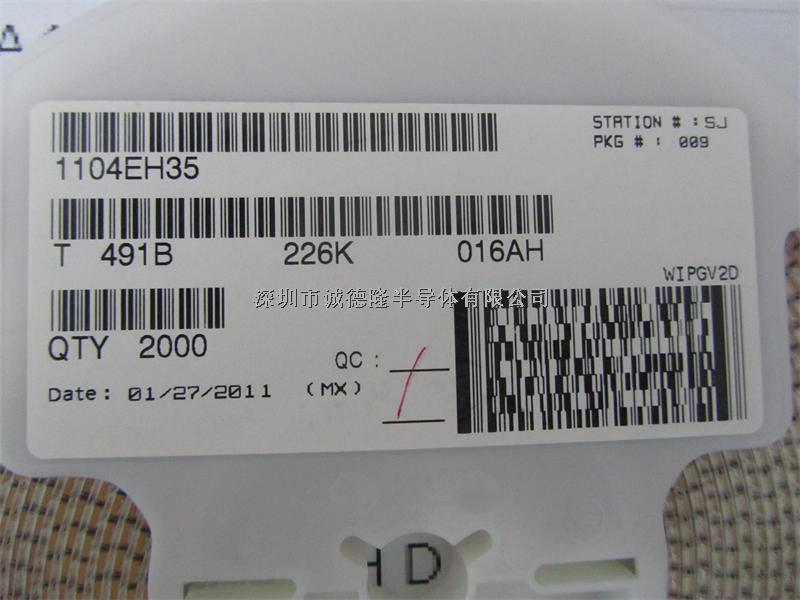 STATION # : SJ
PKG # : 009
1104EH35
T 491B 226K 016AH
WIPGV2D
深圳市诚德隆半导体有限公司
QTY 2000
QC :
Date: 01/27/2011 (MX)
D